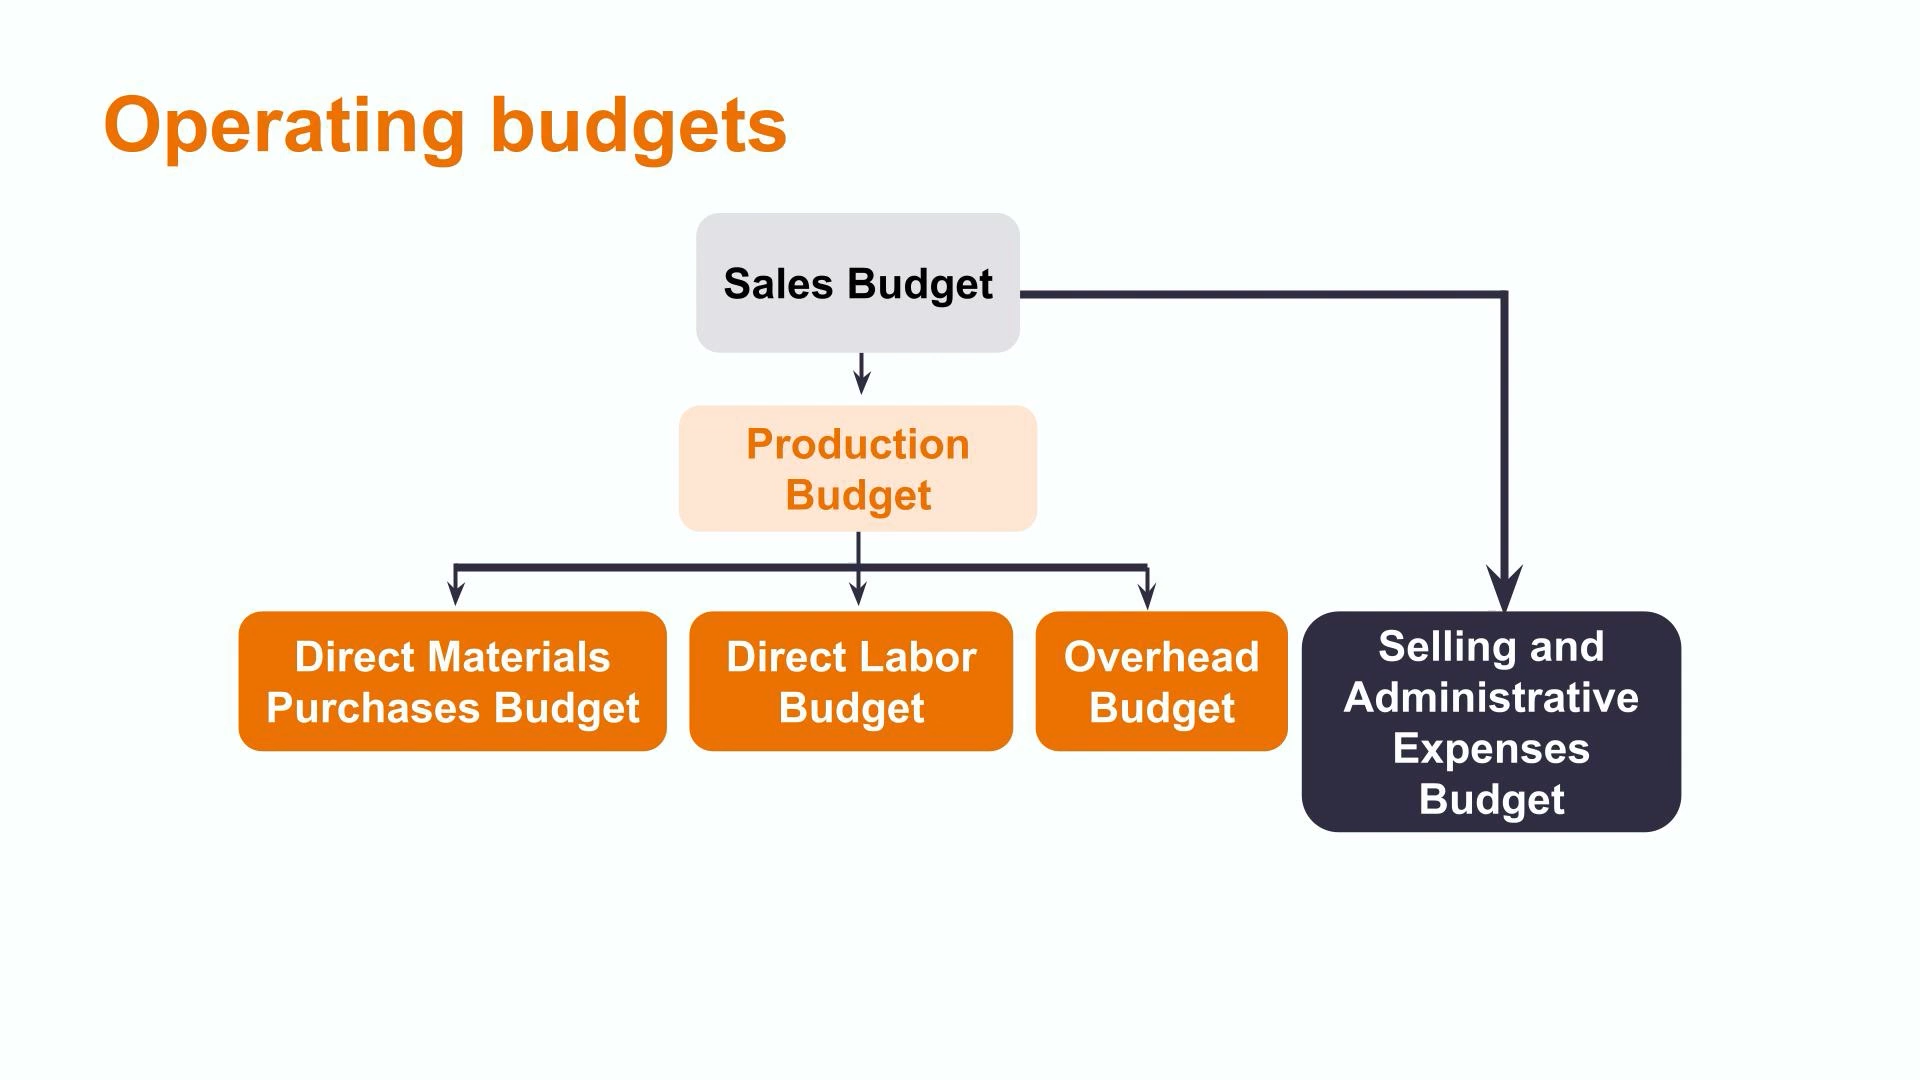 Operating budgets
Sales Budget
Production
Budget
Direct Materials
Purchases Budget
Direct Labor
Budget
Overhead
Budget
Selling and
Administrative
Expenses
Budget